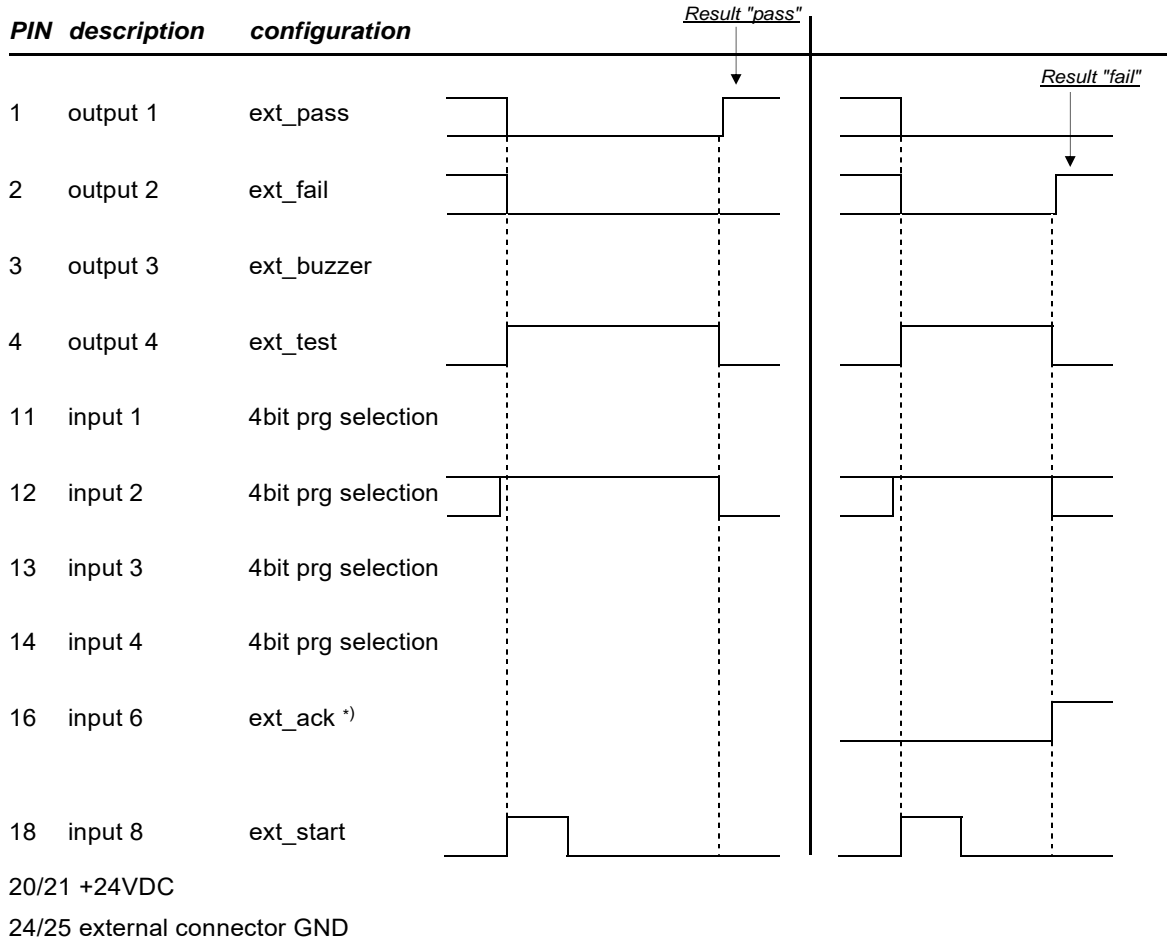 Result "pass"
PIN description configuration
Result "fail"
1 output 1 ext_pass
2 output 2 ext_fail
3 output 3 ext_buzzer
4 output 4 ext_test
11 input 1 4bit prg selection
12 input 2 4bit prg selection
13 input 3 4bit prg selection
14 input 4 4bit prg selection
16 input 6 ext_ack *)
18 input 8 ext_start
20/21 +24VDC
24/25 external connector GND